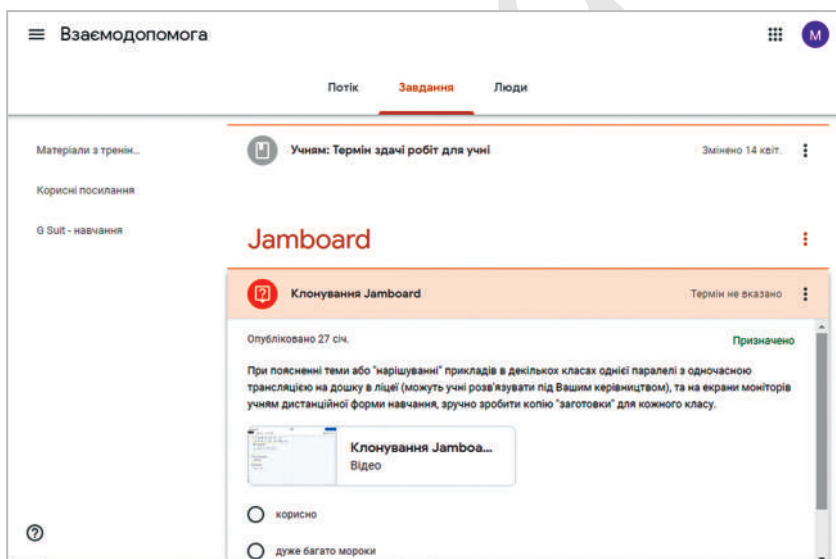 Взаємодопомога
М
Потік Завдання Люди
Матеріали з тренін...
Корисні посилання
G Suit - навчання
Учням: Термін здачі робіт для учні
Змінено 14 квіт.
Jamboard
Клонування Jamboard
Термін не вказано
Опубліковано 27 січ.
Призначено
При поясненні теми або "нарішуванні" прикладів в декількох класах однієї паралелі з одночасною
трансляцією на дошку в ліцеї (можуть учні розв'язувати під Вашим керівництвом), та на екрани моніторів
учням дистанційної форми навчання, зручно зробити копію "заготовки" для кожного класу.
Клонування Jamboa...
Відео
корисно
дуже багато мороки